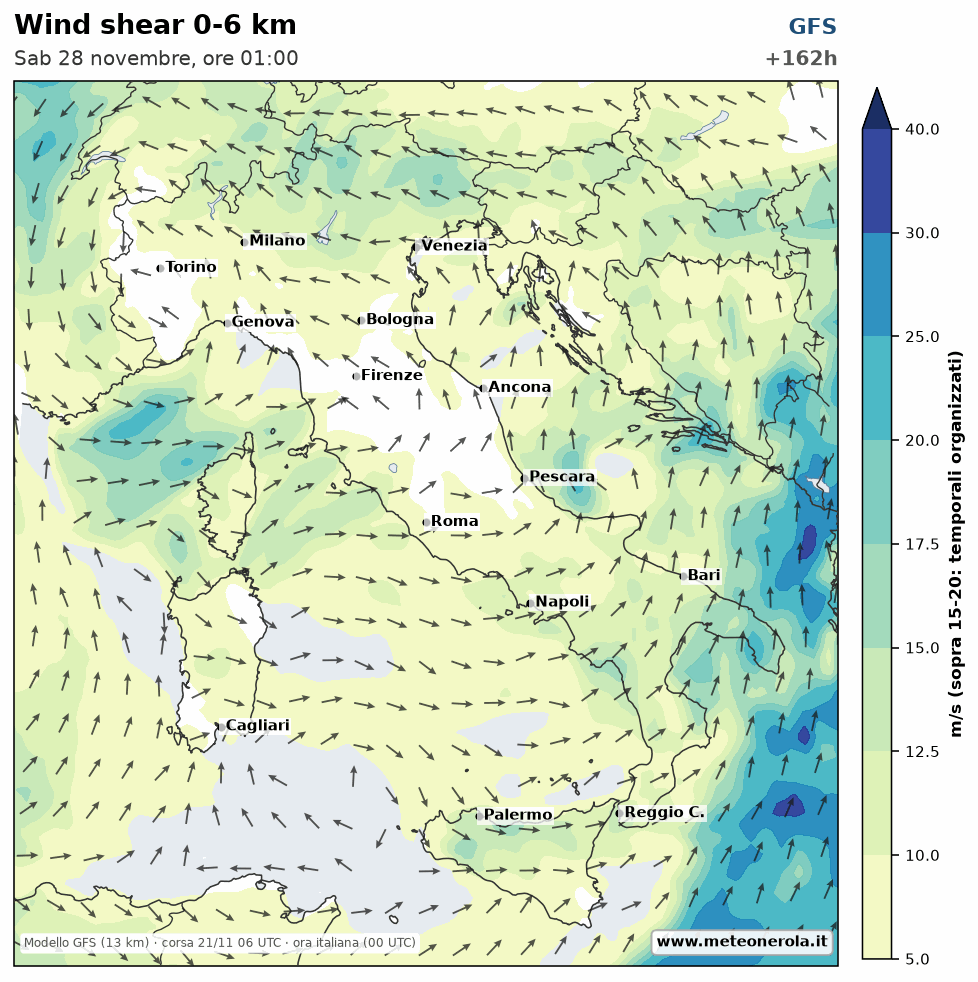 Wind shear 0-6 km
GFS
Sab 28 novembre, ore 01:00
+162h
Milano
Venezia
Torino
Genova
Bologna
Firenze
Ancona
Pescara
Roma
Bari
Napoli
Cagliari
Palermo
Reggio C.
40.0
30.0
25.0
20.0
17.5
15.0
12.5
10.0
5.0
m/s (sopra 15-20: temporali organizzati)
Modello GFS (13 km) · corsa 21/11 06 UTC · ora italiana (00 UTC)
www.meteonerola.it